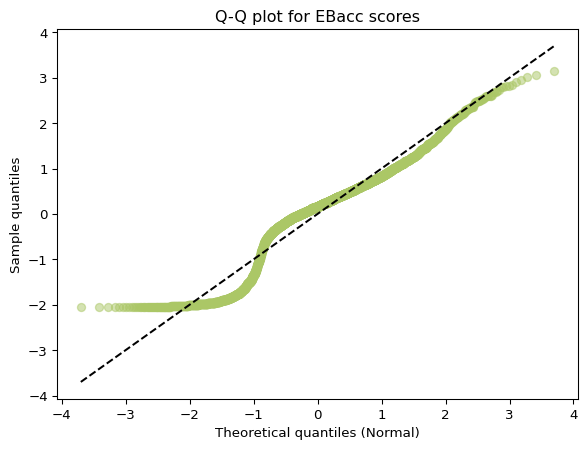 Q-Q plot for EBacc scores
4
3
2
1
0
−1
−2
−3
−4
Sample quantiles
−4 −3 −2 −1 0 1 2 3 4
Theoretical quantiles (Normal)